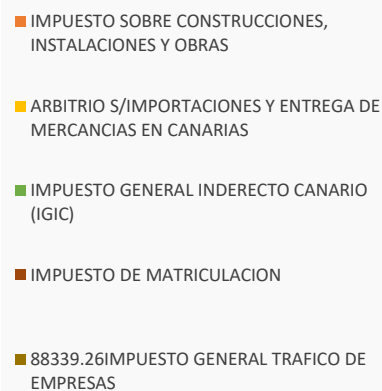 IMPUESTO SOBRE CONSTRUCCIONES,
INSTALACIONES Y OBRAS
ARBITRIO S/IMPORTACIONES Y ENTREGA DE
MERCANCIAS EN CANARIAS
IMPUESTO GENERAL INDERECTO CANARIO
(IGIC)
IMPUESTO DE MATRICULACION
88339.26IMPUESTO GENERAL TRAFICO DE
EMPRESAS